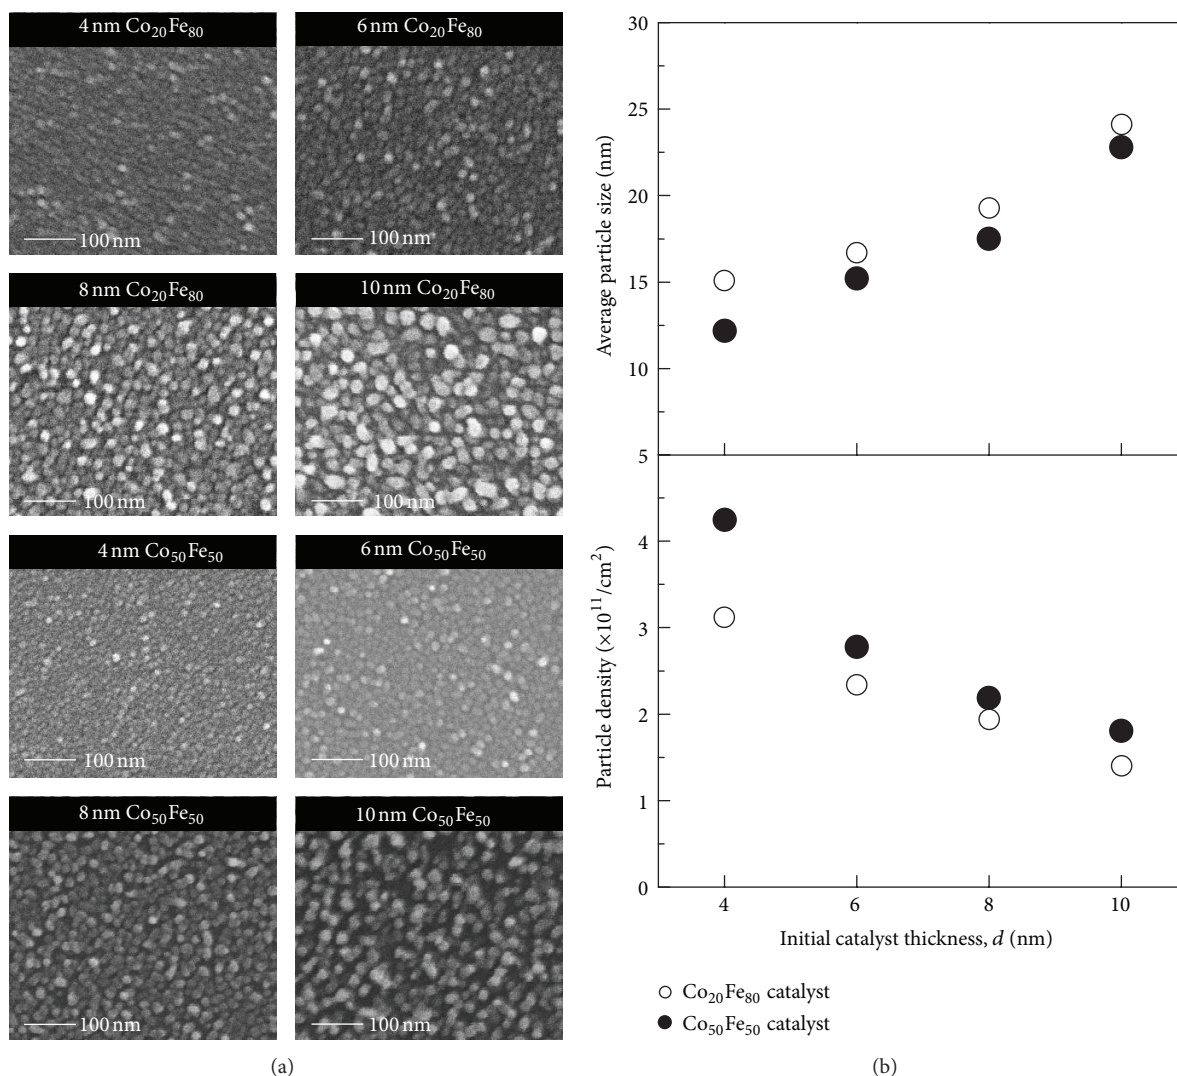 4 nm Co20Fe80
6 nm Co20Fe80
100 nm
100 nm
8 nm Co20Fe80
10 nm Co20Fe80
100 nm
100 nm
4 nm Co50Fe50
6 nm Co50Fe50
100 nm
100 nm
8 nm Co50Fe50
10 nm Co50Fe50
100 nm
100 nm
(a)
Average particle size (nm)
30
25
20
15
10
5
Particle density (×10^11/cm^2)
4
3
2
1
0
4 6 8 10
Initial catalyst thickness, d (nm)
Co20Fe80 catalyst
Co50Fe50 catalyst
(b)